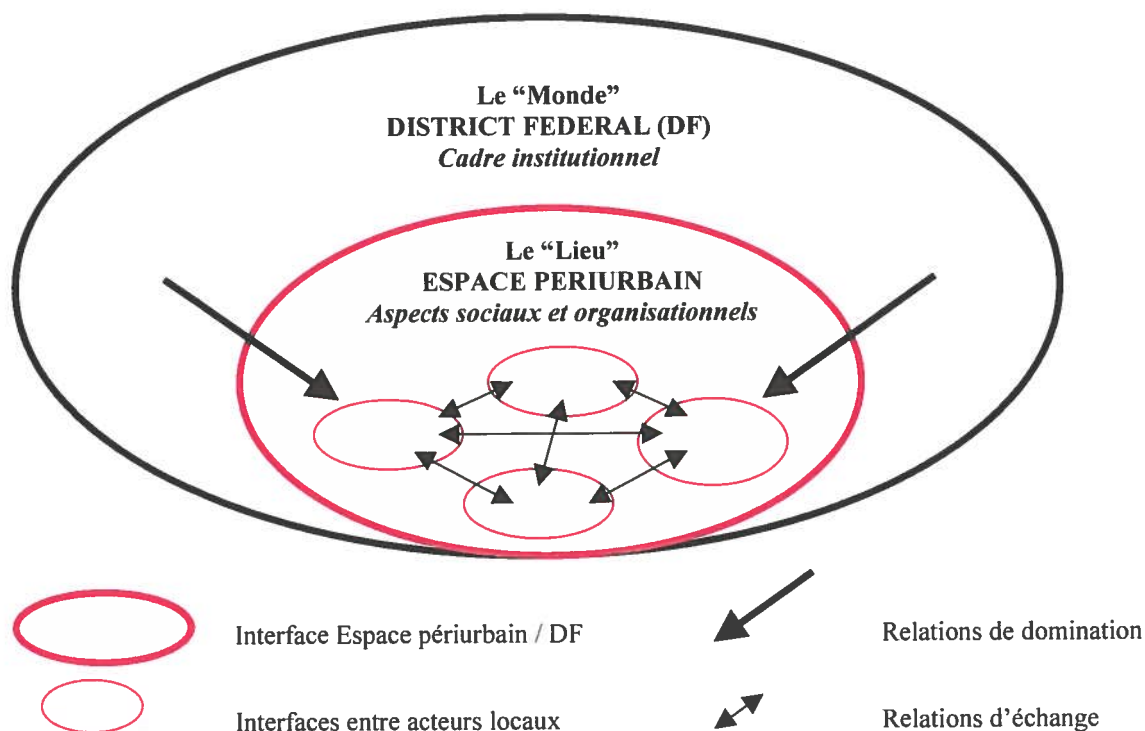 Le “Monde”
DISTRICT FEDERAL (DF)
Cadre institutionnel
Le “Lieu”
ESPACE PERIURBAIN
Aspects sociaux et organisationnels
Interface Espace périurbain / DF
Relations de domination
Interfaces entre acteurs locaux
Relations d’échange